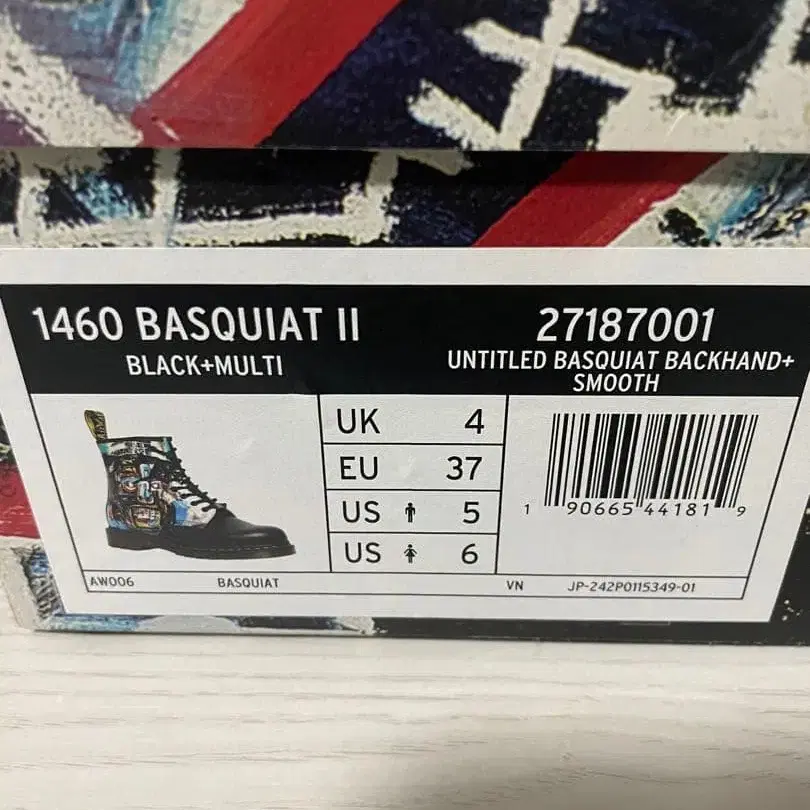 1460 BASQUIAT II
BLACK+MULTI
27187001
UNTITLED BASQUIAT BACKHAND+
SMOOTH
UK 4
EU 37
US 5
US 6
1 90665 44181 9
AW006 BASQUIAT VN JP-242P0115349-01